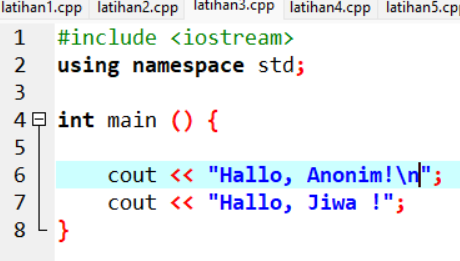 latihan1.cpp latihan2.cpp latihan3.cpp latihan4.cpp latihan5.cpp
1 #include <iostream>
2 using namespace std;
3
4 int main () {
5
6 cout << "Hallo, Anonim!\n";
7 cout << "Hallo, Jiwa !";
8 }